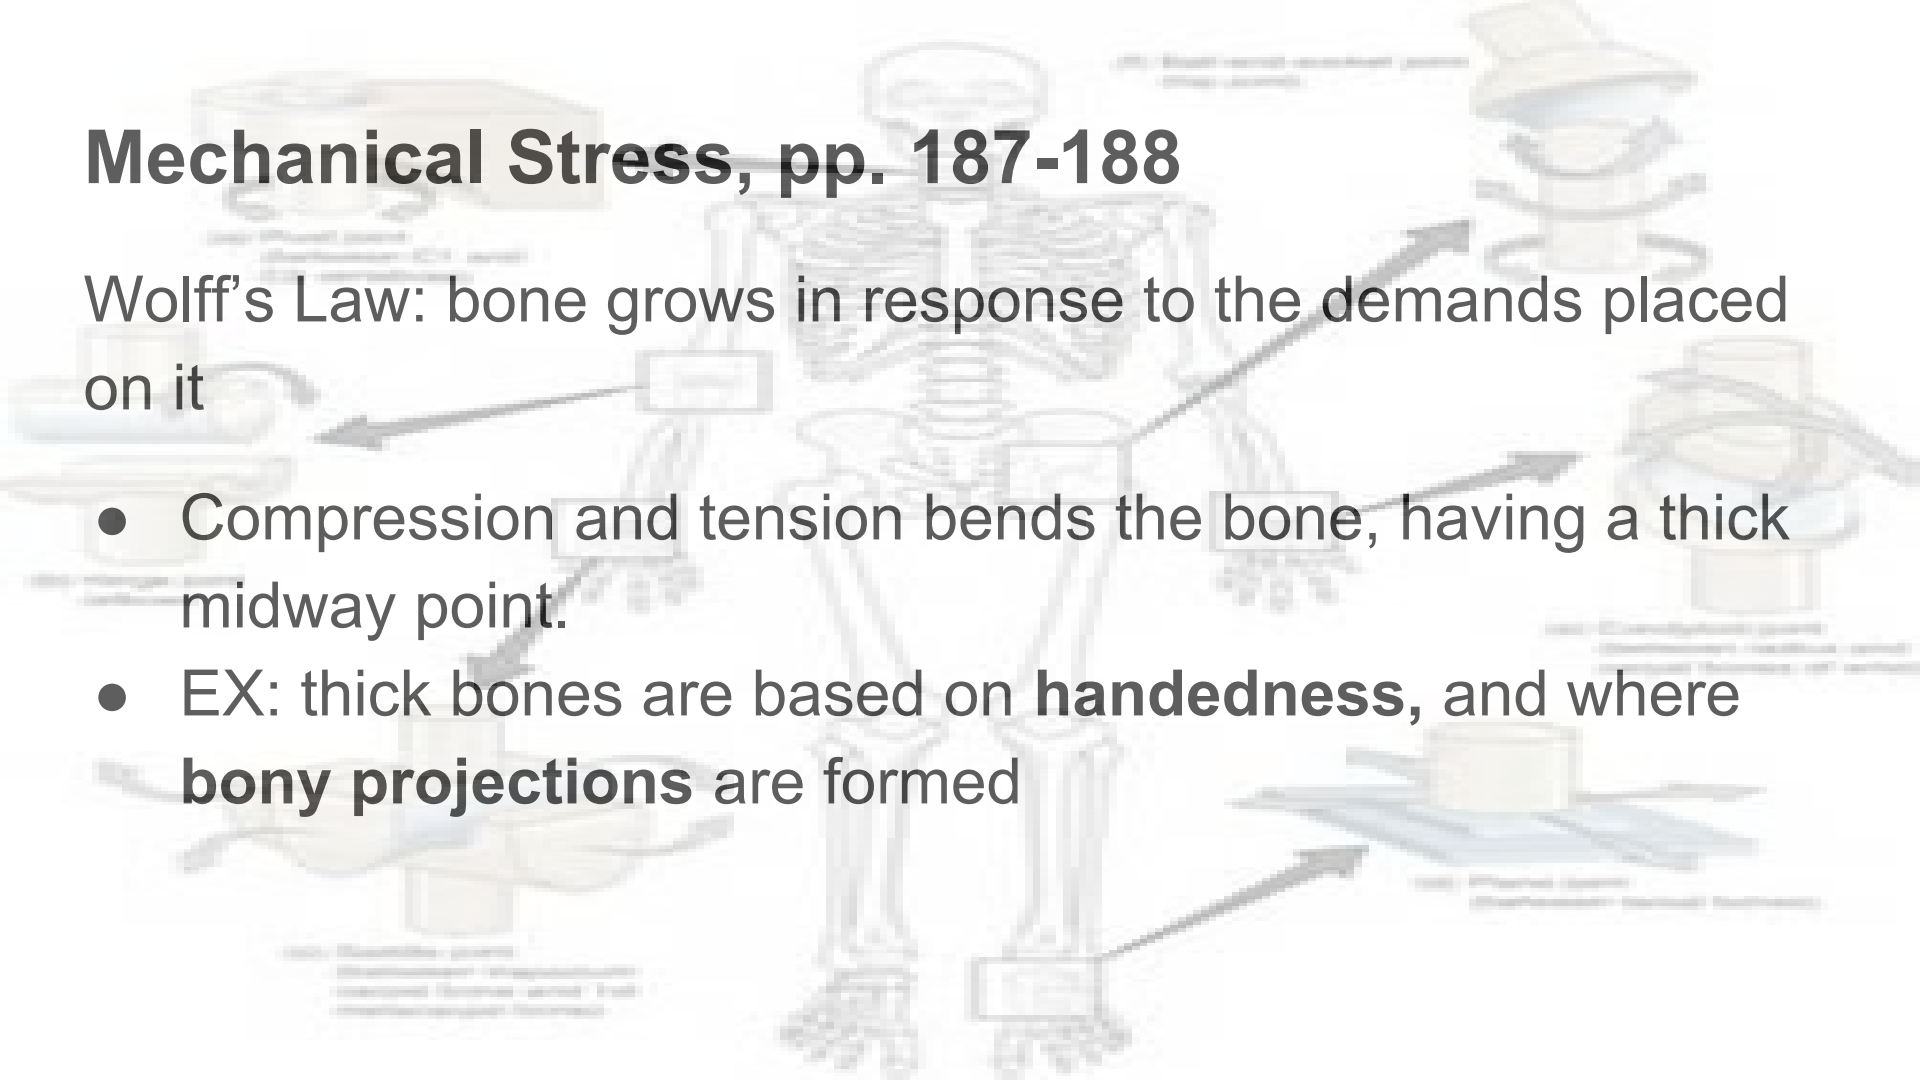 Mechanical Stress, pp. 187-188
Wolff’s Law: bone grows in response to the demands placed
on it
● Compression and tension bends the bone, having a thick
midway point.
● EX: thick bones are based on handedness, and where
bony projections are formed